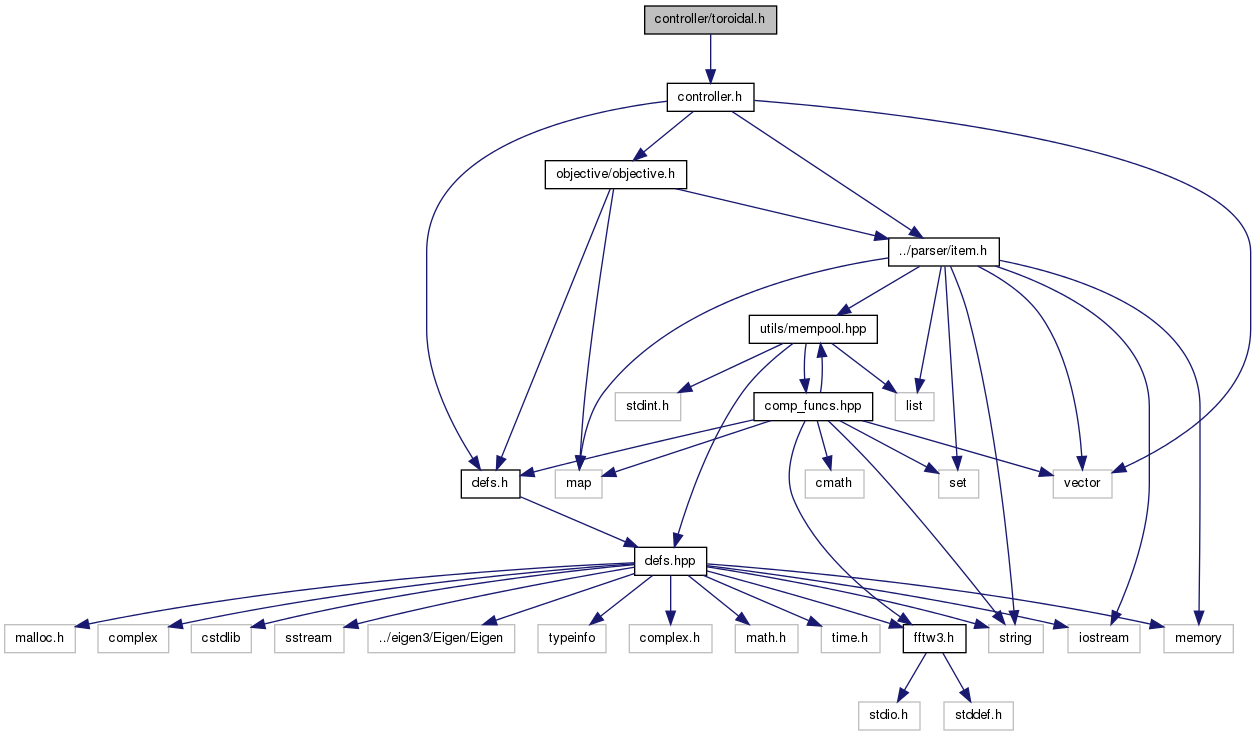 controller/toroidal.h
controller.h
objective/objective.h
../parser/item.h
utils/mempool.hpp
stdint.h
comp_funcs.hpp
list
defs.h
map
cmath
set
vector
defs.hpp
malloc.h
complex
cstdlib
sstream
../eigen3/Eigen/Eigen
typeinfo
complex.h
math.h
time.h
fftw3.h
string
iostream
memory
stdio.h
stddef.h